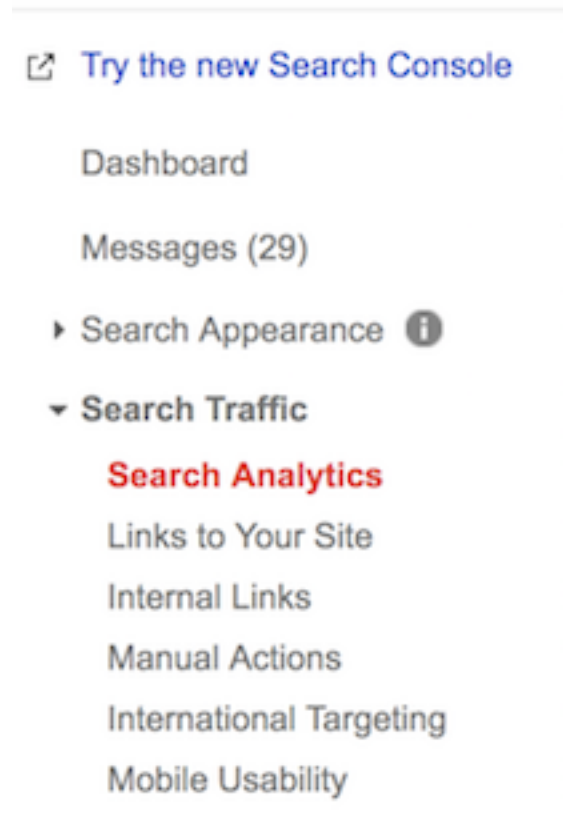 Try the new Search Console
Dashboard
Messages (29)
Search Appearance
Search Traffic
Search Analytics
Links to Your Site
Internal Links
Manual Actions
International Targeting
Mobile Usability